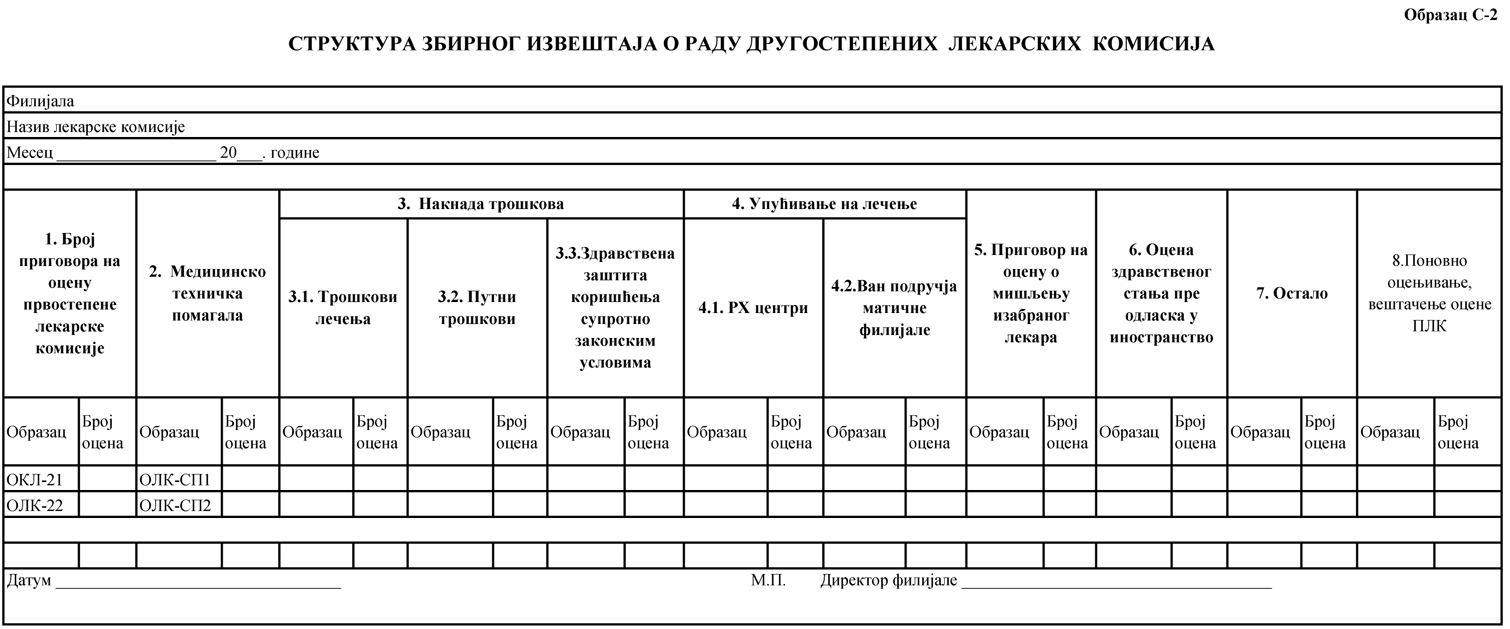 Образац С-2
СТРУКТУРА ЗБИРНОГ ИЗВЕШТАЈА О РАДУ ДРУГОСТЕПЕНИХ ЛЕКАРСКИХ КОМИСИЈА
Филијала
Назив лекарске комисије
Месец ____________________ 20___. године
1. Број
приговора на
оцену
првостепене
лекарске
комисије
2. Медицинско
техничка
помагала
3. Накнада трошкова
3.1. Трошкови
лечења
3.2. Путни
трошкови
3.3.Здравствена
заштита
коришћења
супротно
законским
условима
4. Упућивање на лечење
4.1. РХ центри
4.2.Ван подручја
матичне
филијале
5. Приговор на
оцену о
мишљењу
изабраног
лекара
6. Оцена
здравственог
стања пре
одласка у
иностранство
7. Остало
8.Поновно
оцењивање,
вештачење оцене
ПЛК
Образац
Број
оцена
Образац
Број
оцена
Образац
Број
оцена
Образац
Број
оцена
Образац
Број
оцена
Образац
Број
оцена
Образац
Број
оцена
Образац
Број
оцена
Образац
Број
оцена
Образац
Број
оцена
Образац
Број
оцена
ОКЛ-21 ОЛК-СП1
ОЛК-22 ОЛК-СП2
Датум ____________________________________ М.П. Директор филијале _______________________________________